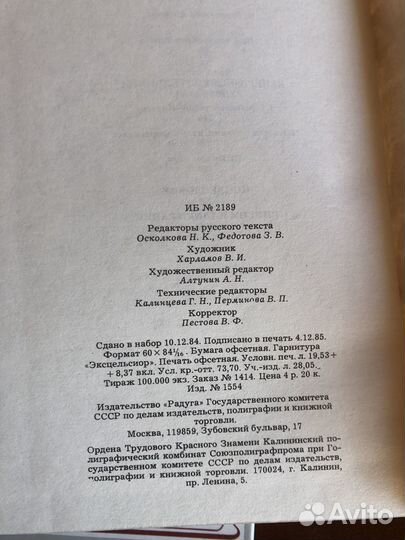 ИБ № 2189
Редакторы русского текста
Осколкова Н. К., Федотова З. В.
Художник
Харламов В. И.
Художественный редактор
Алтунин А. Н.
Технические редакторы
Калинцева Г. Н., Перминова В. П.
Корректор
Пестова В. Ф.
Сдано в набор 10.12.84. Подписано в печать 4.12.85.
Формат 60×84 1/16. Бумага офсетная. Гарнитура
«Эксцельсиор». Печать офсетная. Условн. печ. л. 19,53+
+ 8,37 вкл. Усл. кр.-отт. 73,70. Уч.-изд. л. 28,05.
Тираж 100.000 экз. Заказ № 1414. Цена 4 р. 20 к.
Изд. № 1554
Издательство «Радуга» Государственного комитета
СССР по делам издательств, полиграфии и книжной
торговли.
Москва, 119859, Зубовский бульвар, 17
Ордена Трудового Красного Знамени Калининский по-
лиграфический комбинат Союзполиграфпрома при Го-
сударственном комитете СССР по делам издательств,
полиграфии и книжной торговли. 170024, г. Калинин,
пр. Ленина, 5.
Avito